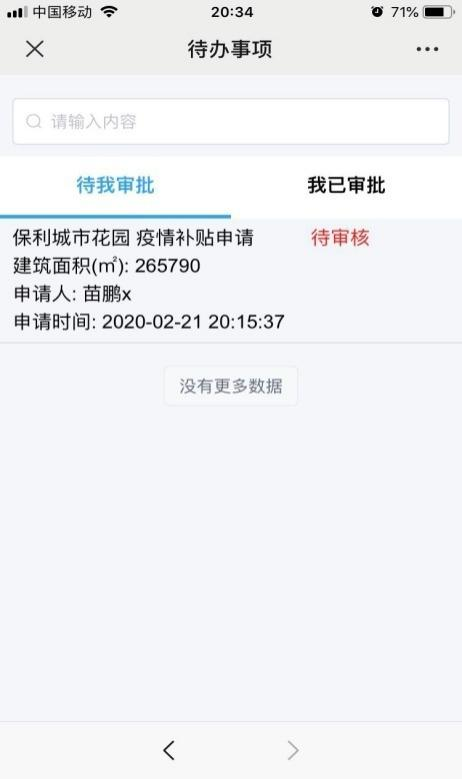 中国移动 20:34 71%
待办事项
请输入内容
待我审批 我已审批
保利城市花园 疫情补贴申请 待审核
建筑面积(㎡): 265790
申请人: 苗鹏x
申请时间: 2020-02-21 20:15:37
没有更多数据